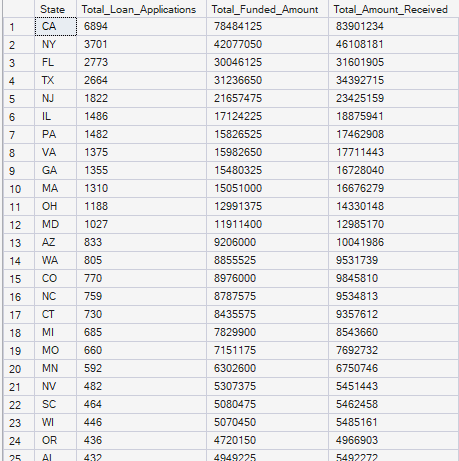 State Total_Loan_Applications Total_Funded_Amount Total_Amount_Received
1 CA 6894 78484125 83901234
2 NY 3701 42077050 46108181
3 FL 2773 30046125 31601905
4 TX 2664 31236650 34392715
5 NJ 1822 21657475 23425159
6 IL 1486 17124225 18875941
7 PA 1482 15826525 17462908
8 VA 1375 15982650 17711443
9 GA 1355 15480325 16728040
10 MA 1310 15051000 16676279
11 OH 1188 12991375 14330148
12 MD 1027 11911400 12985170
13 AZ 833 9206000 10041986
14 WA 805 8855525 9531739
15 CO 770 8976000 9845810
16 NC 759 8787575 9534813
17 CT 730 8435575 9357612
18 MI 685 7829900 8543660
19 MO 660 7151175 7692732
20 MN 592 6302600 6750746
21 NV 482 5307375 5451443
22 SC 464 5080475 5462458
23 WI 446 5070450 5485161
24 OR 436 4720150 4966903
25 AL 432 4949225 5492272